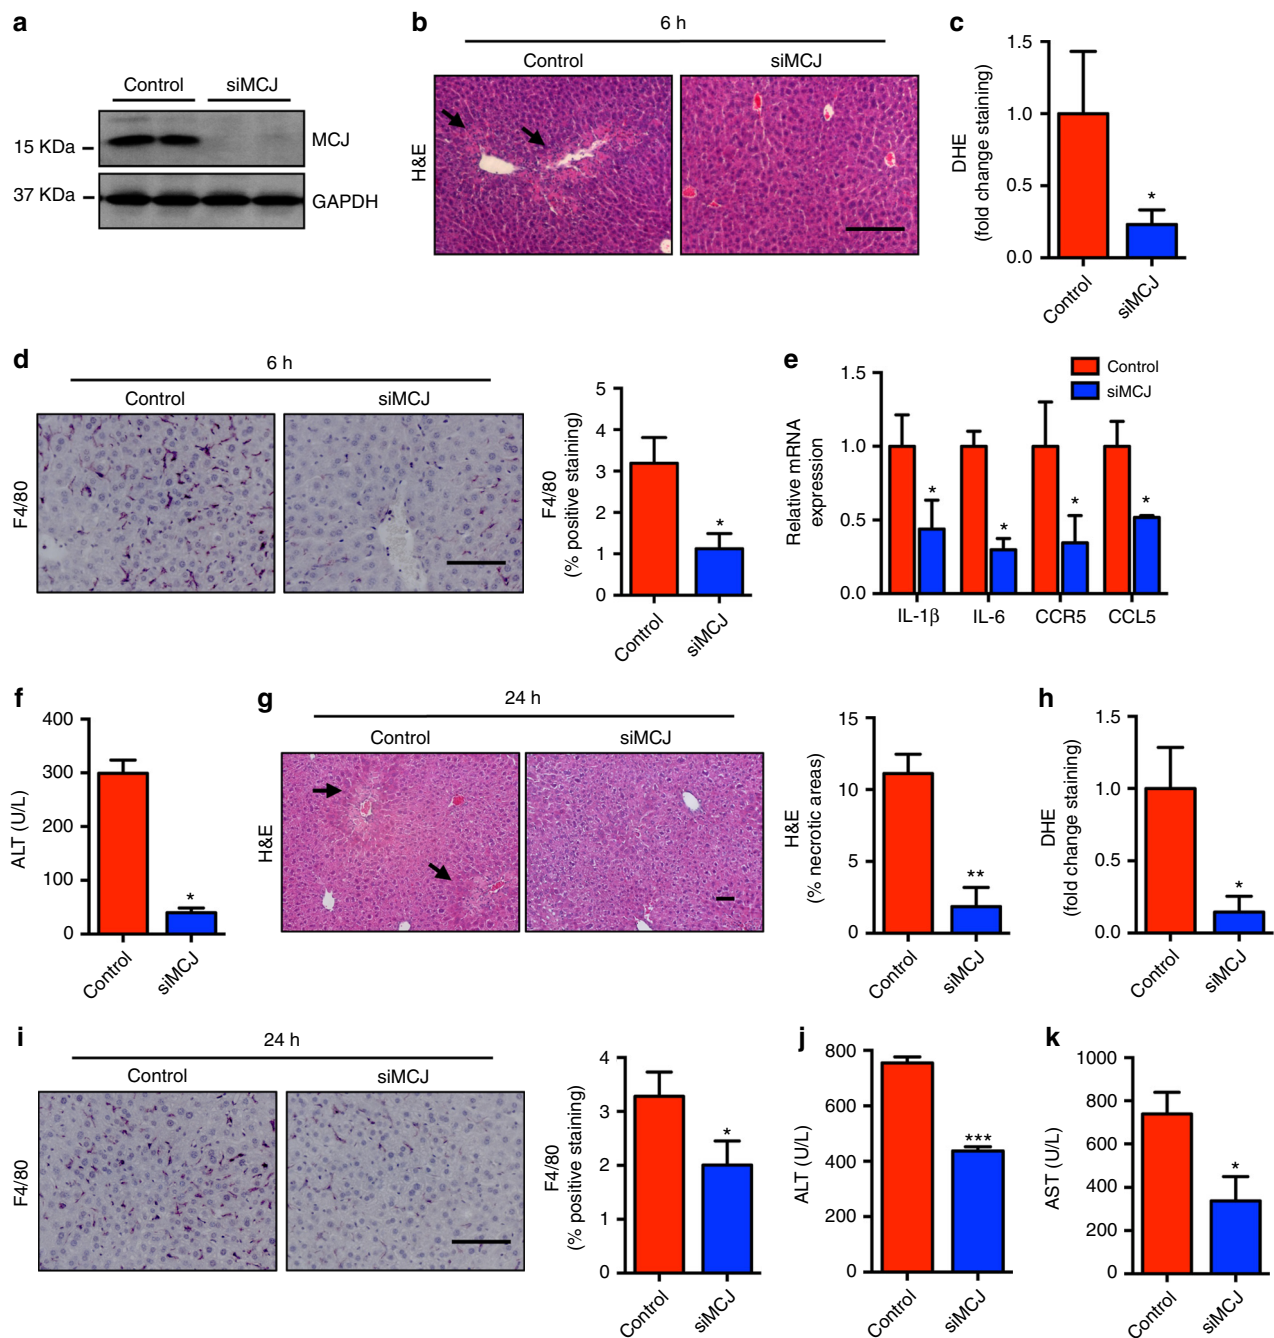 a
Control
siMCJ
15 KDa
MCJ
37 KDa
GAPDH
b
6 h
Control
siMCJ
H&E
c
DHE
(fold change staining)
1.5
1.0
0.5
0.0
*
Control
siMCJ
d
6 h
Control
siMCJ
F4/80
F4/80
(% positive staining)
5
4
3
2
1
0
*
Control
siMCJ
e
Control
siMCJ
Relative mRNA
expression
1.5
1.0
0.5
0.0
*
*
*
*
IL-1β
IL-6
CCR5
CCL5
f
ALT (U/L)
400
300
200
100
0
*
Control
siMCJ
g
24 h
Control
siMCJ
H&E
H&E
(% necrotic areas)
15
10
5
0
**
Control
siMCJ
h
DHE
(fold change staining)
1.5
1.0
0.5
0.0
*
Control
siMCJ
i
24 h
Control
siMCJ
F4/80
F4/80
(% positive staining)
4
3
2
1
0
*
Control
siMCJ
j
ALT (U/L)
800
600
400
200
0
***
Control
siMCJ
k
AST (U/L)
1000
800
600
400
200
0
*
Control
siMCJ